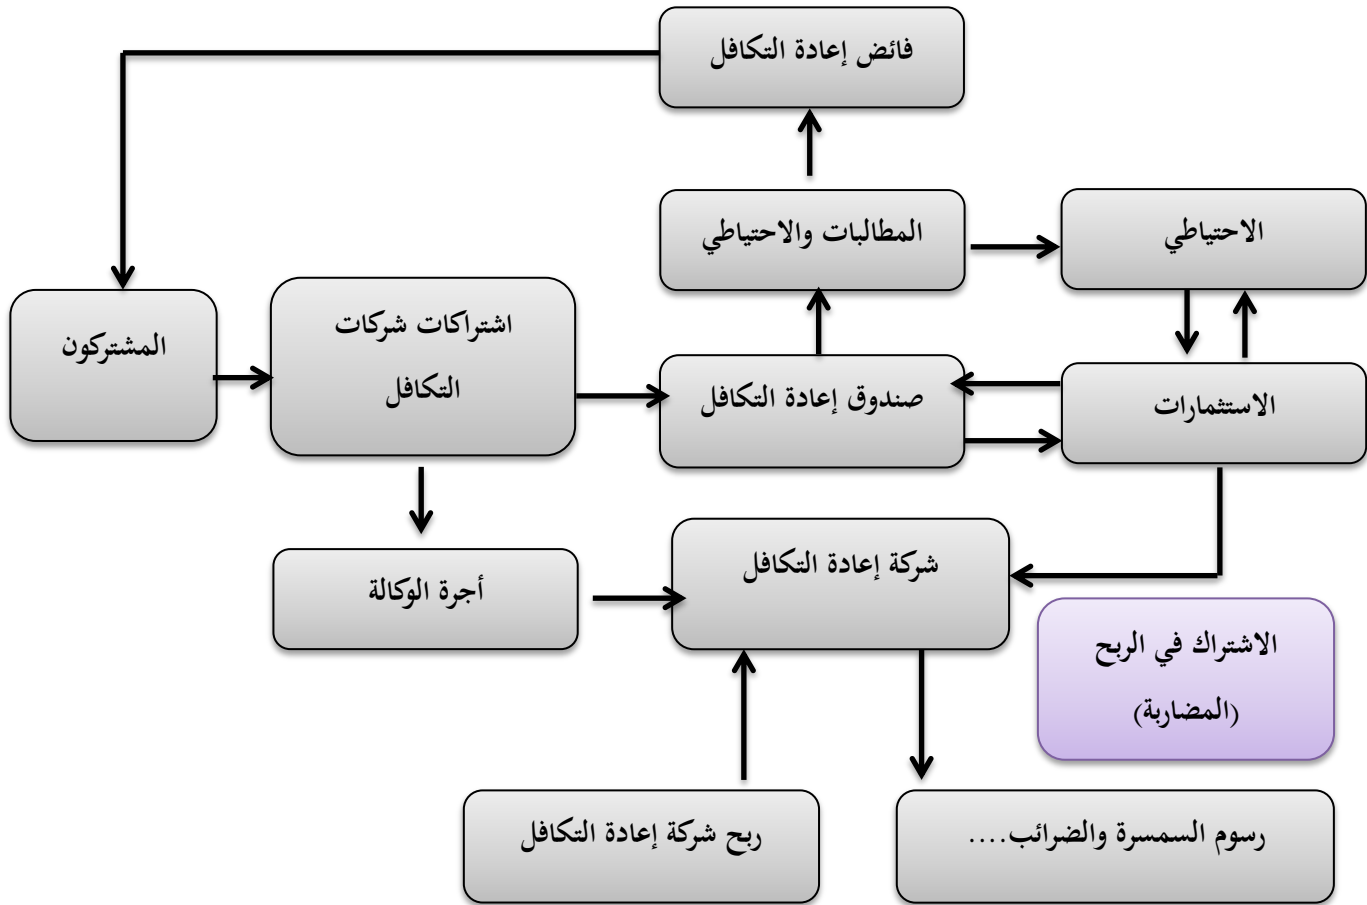 فائض إعادة التكافل
المطالبات والاحتياطي
الاحتياطي
المشتركون
اشتراكات شركات
التكافل
صندوق إعادة التكافل
الاستثمارات
أجرة الوكالة
شركة إعادة التكافل
الاشتراك في الربح
(المضاربة)
ربح شركة إعادة التكافل
رسوم السمسرة والضرائب....